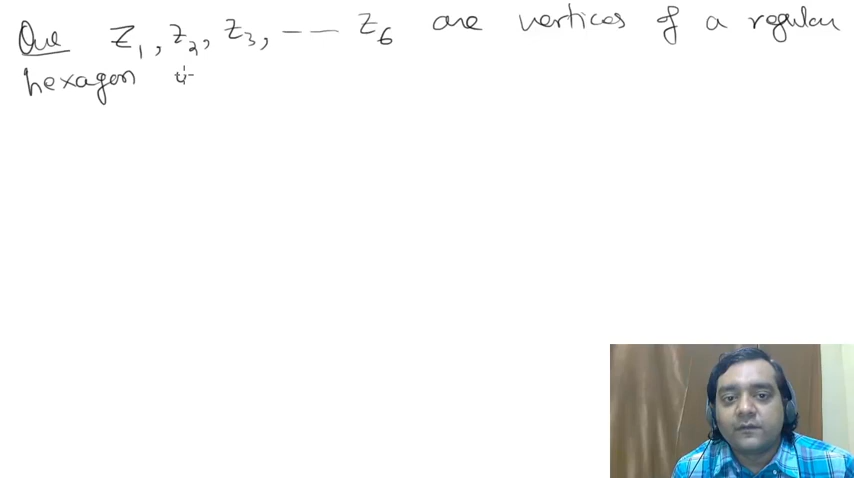 Que Z₁, Z₂, Z₃, -- Z₆ are vertices of a regular
hexagon